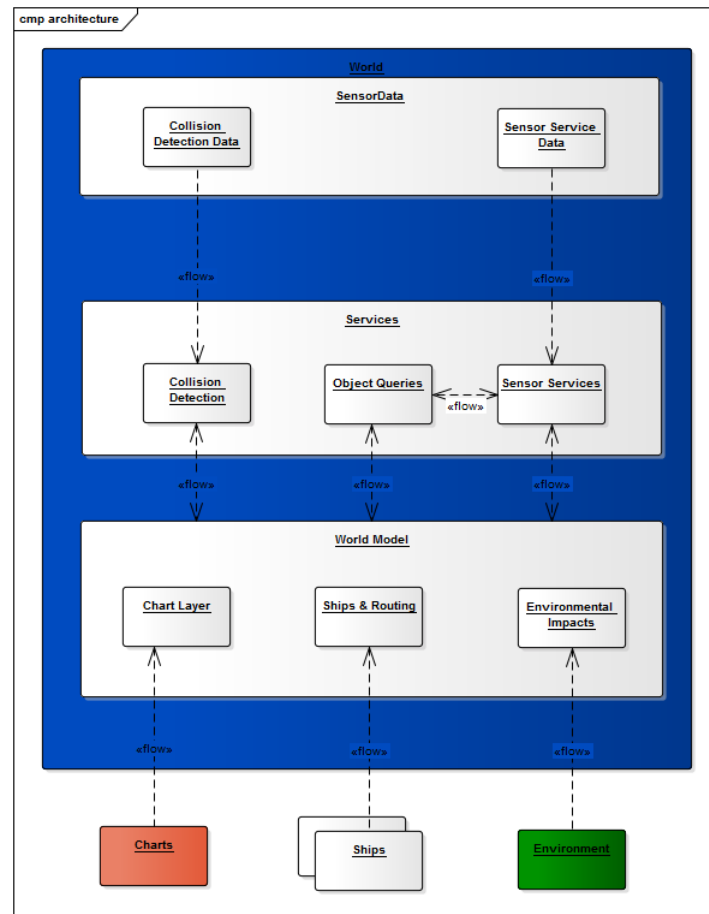 cmp architecture
World
SensorData
Collision
Detection Data
Sensor Service
Data
«flow»
«flow»
Services
Collision
Detection
Object Queries
Sensor Services
«flow»
«flow»
«flow»
«flow»
World Model
Chart Layer
Ships & Routing
Environmental
Impacts
«flow»
«flow»
«flow»
Charts
Ships
Environment